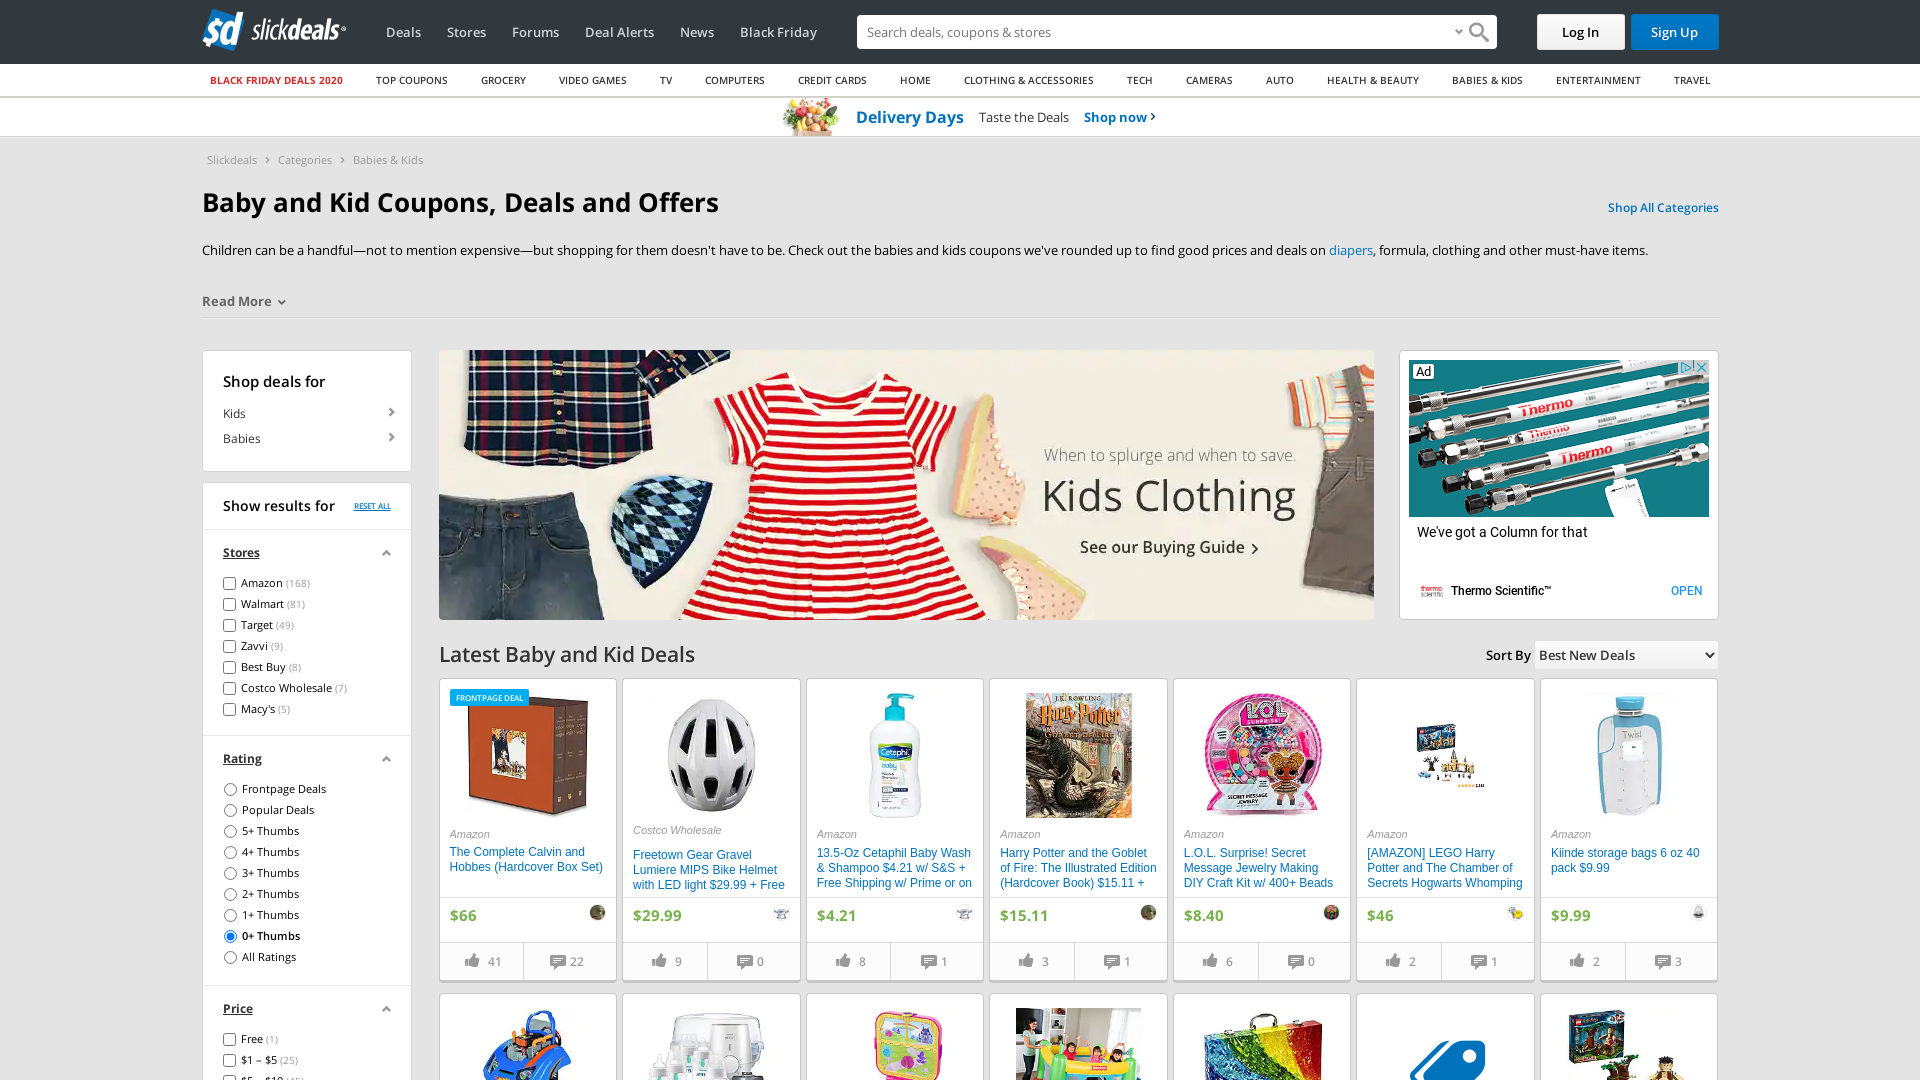 $d slickdeals
Deals
Stores
Forums
Deal Alerts
News
Black Friday
Search deals, coupons & shopping
Log In
Sign Up
BLACK FRIDAY DEALS 2020
TOP COUPONS
GROCERY
VIDEO GAMES
TV
COMPUTERS
CREDIT CARDS
HOME
CLOTHING & ACCESSORIES
TECH
CAMERAS
AUTO
HEALTH & BEAUTY
BABIES & KIDS
ENTERTAINMENT
TRAVEL
Delivery Days Taste the Deals Shop now
Slickdeals > Categories > Babies & Kids
Baby and Kid Coupons, Deals and Offers
Shop All Categories
Children can be a handful—not to mention expensive—but shopping for them doesn't have to be. Check out the babies and kids coupons we've rounded up to find good prices and deals on diapers, formula, clothing and other must-have items.
Read More
Shop deals for
Kids
Babies
Show results for RESET ALL
Stores
Amazon (168)
Walmart (81)
Target (49)
Zavvi (9)
Best Buy (8)
Costco Wholesale (7)
Macy's (5)
Rating
Frontpage Deals
Popular Deals
5+ Thumbs
4+ Thumbs
3+ Thumbs
2+ Thumbs
1+ Thumbs
0+ Thumbs
All Ratings
Price
Free (1)
$1 – $5 (25)
When to splurge and when to save.
Kids Clothing
See our Buying Guide
Ad
Thermo
Thermo
Thermo
We've got a Column for that
thermo scientific
Thermo Scientific™
OPEN
Latest Baby and Kid Deals
Sort By Best New Deals
FRONTPAGE DEAL
Amazon
The Complete Calvin and
Hobbes (Hardcover Box Set)
$66
41
22
Costco Wholesale
Freetown Gear Gravel
Lumiere MIPS Bike Helmet
with LED light $29.99 + Free
$29.99
9
0
Cetaphil
baby
Amazon
13.5-Oz Cetaphil Baby Wash
& Shampoo $4.21 w/ S&S +
Free Shipping w/ Prime or on
$4.21
8
1
J.K. ROWLING
Harry Potter
Amazon
Harry Potter and the Goblet
of Fire: The Illustrated Edition
(Hardcover Book) $15.11 +
$15.11
3
1
LOL
SURPRISE!
SECRET MESSAGE
JEWELRY
Amazon
L.O.L. Surprise! Secret
Message Jewelry Making
DIY Craft Kit w/ 400+ Beads
$8.40
6
0
Amazon
[AMAZON] LEGO Harry
Potter and The Chamber of
Secrets Hogwarts Whomping
$46
2
1
Twist
Amazon
Kiinde storage bags 6 oz 40
pack $9.99
$9.99
2
3